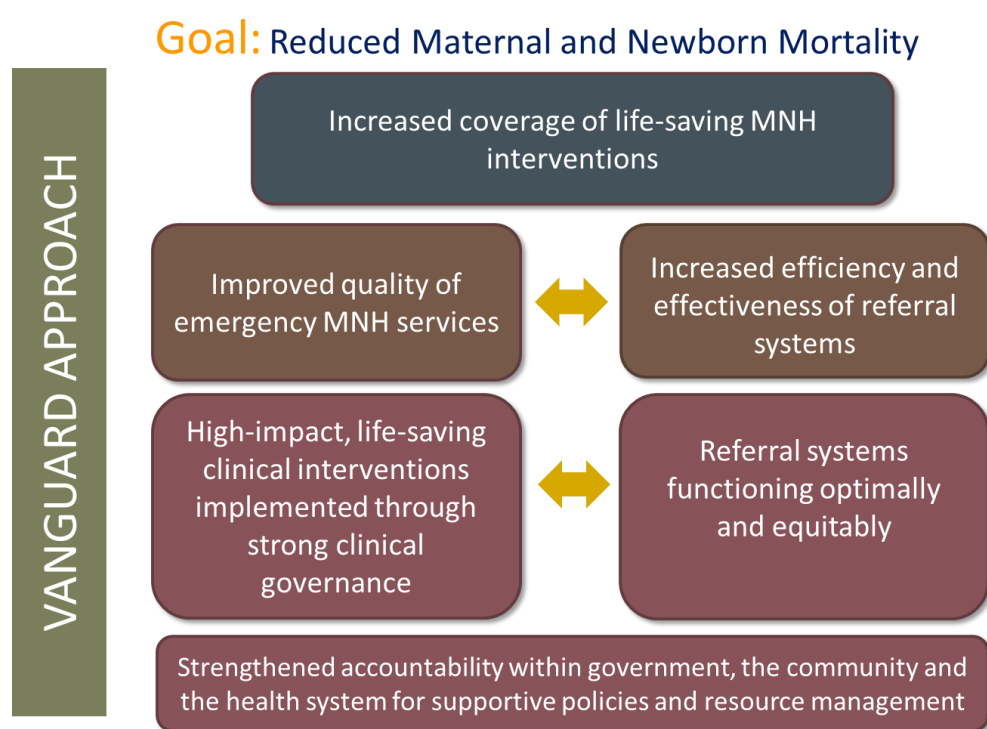 Goal: Reduced Maternal and Newborn Mortality
VANGUARD APPROACH
Increased coverage of life-saving MNH
interventions
Improved quality of
emergency MNH services
Increased efficiency and
effectiveness of referral
systems
High-impact, life-saving
clinical interventions
implemented through
strong clinical
governance
Referral systems
functioning optimally
and equitably
Strengthened accountability within government, the community and
the health system for supportive policies and resource management